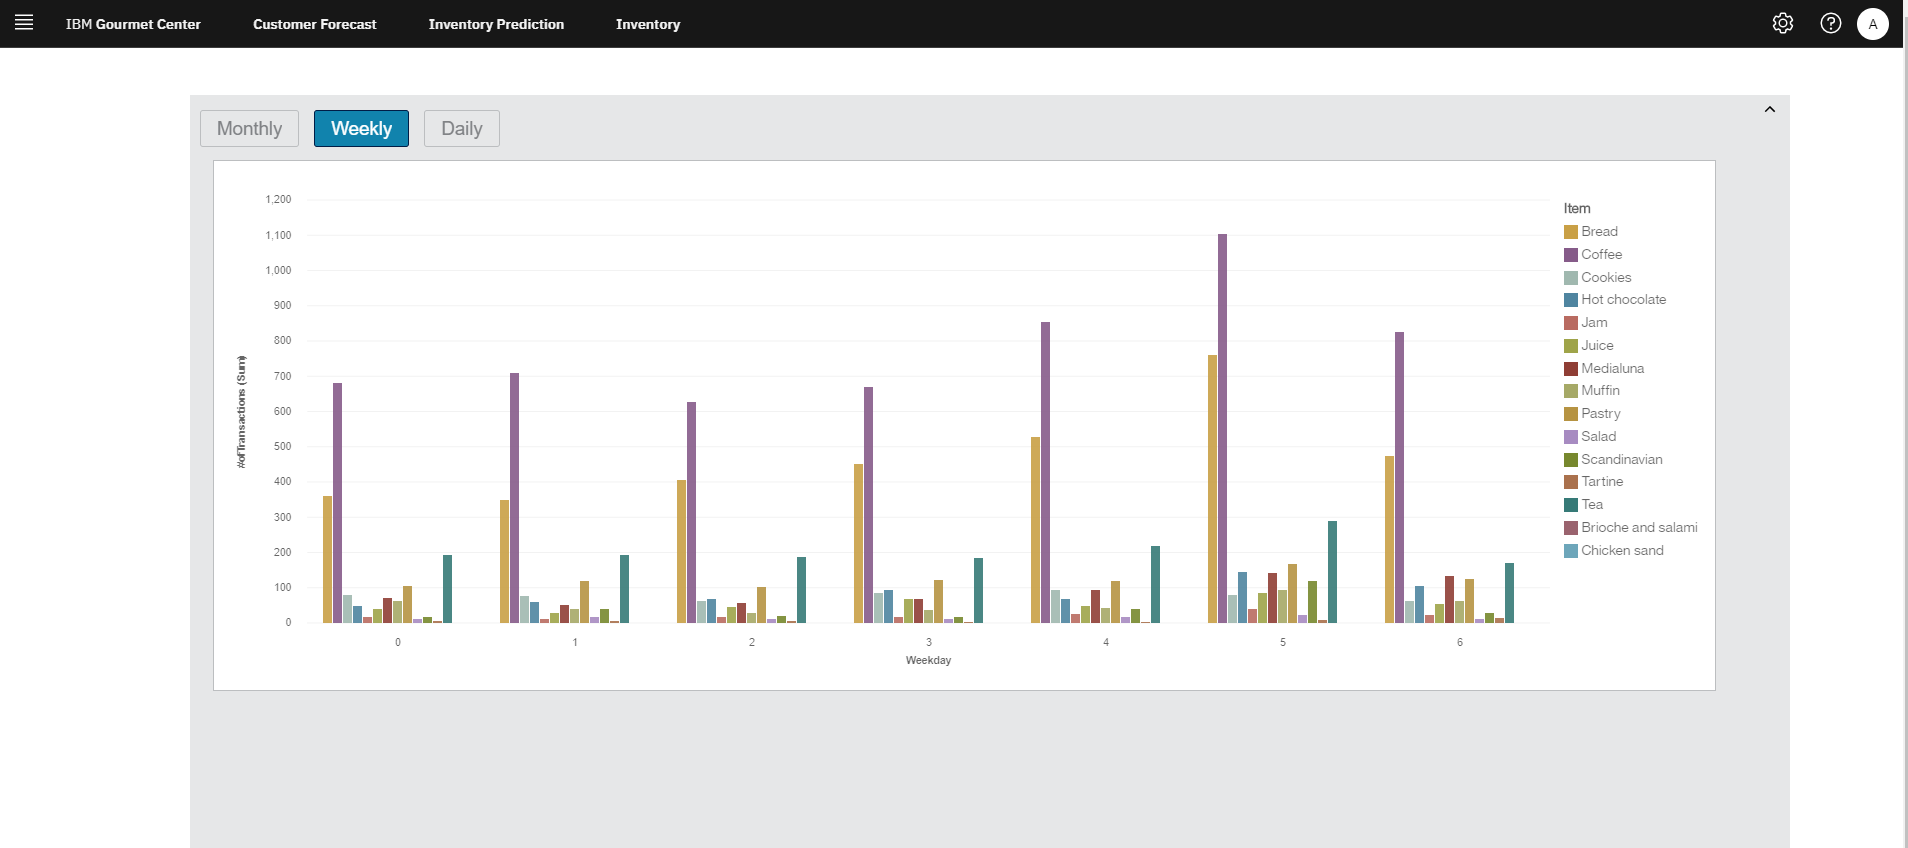 IBM Gourmet Center Customer Forecast Inventory Prediction Inventory A
Monthly Weekly Daily
1,200
1,100
1,000
900
800
700
600
500
400
300
200
100
0
#ofTransactions (Sum)
0 1 2 3 4 5 6
Weekday
Item
Bread
Coffee
Cookies
Hot chocolate
Jam
Juice
Medialuna
Muffin
Pastry
Salad
Scandinavian
Tartine
Tea
Brioche and salami
Chicken sand